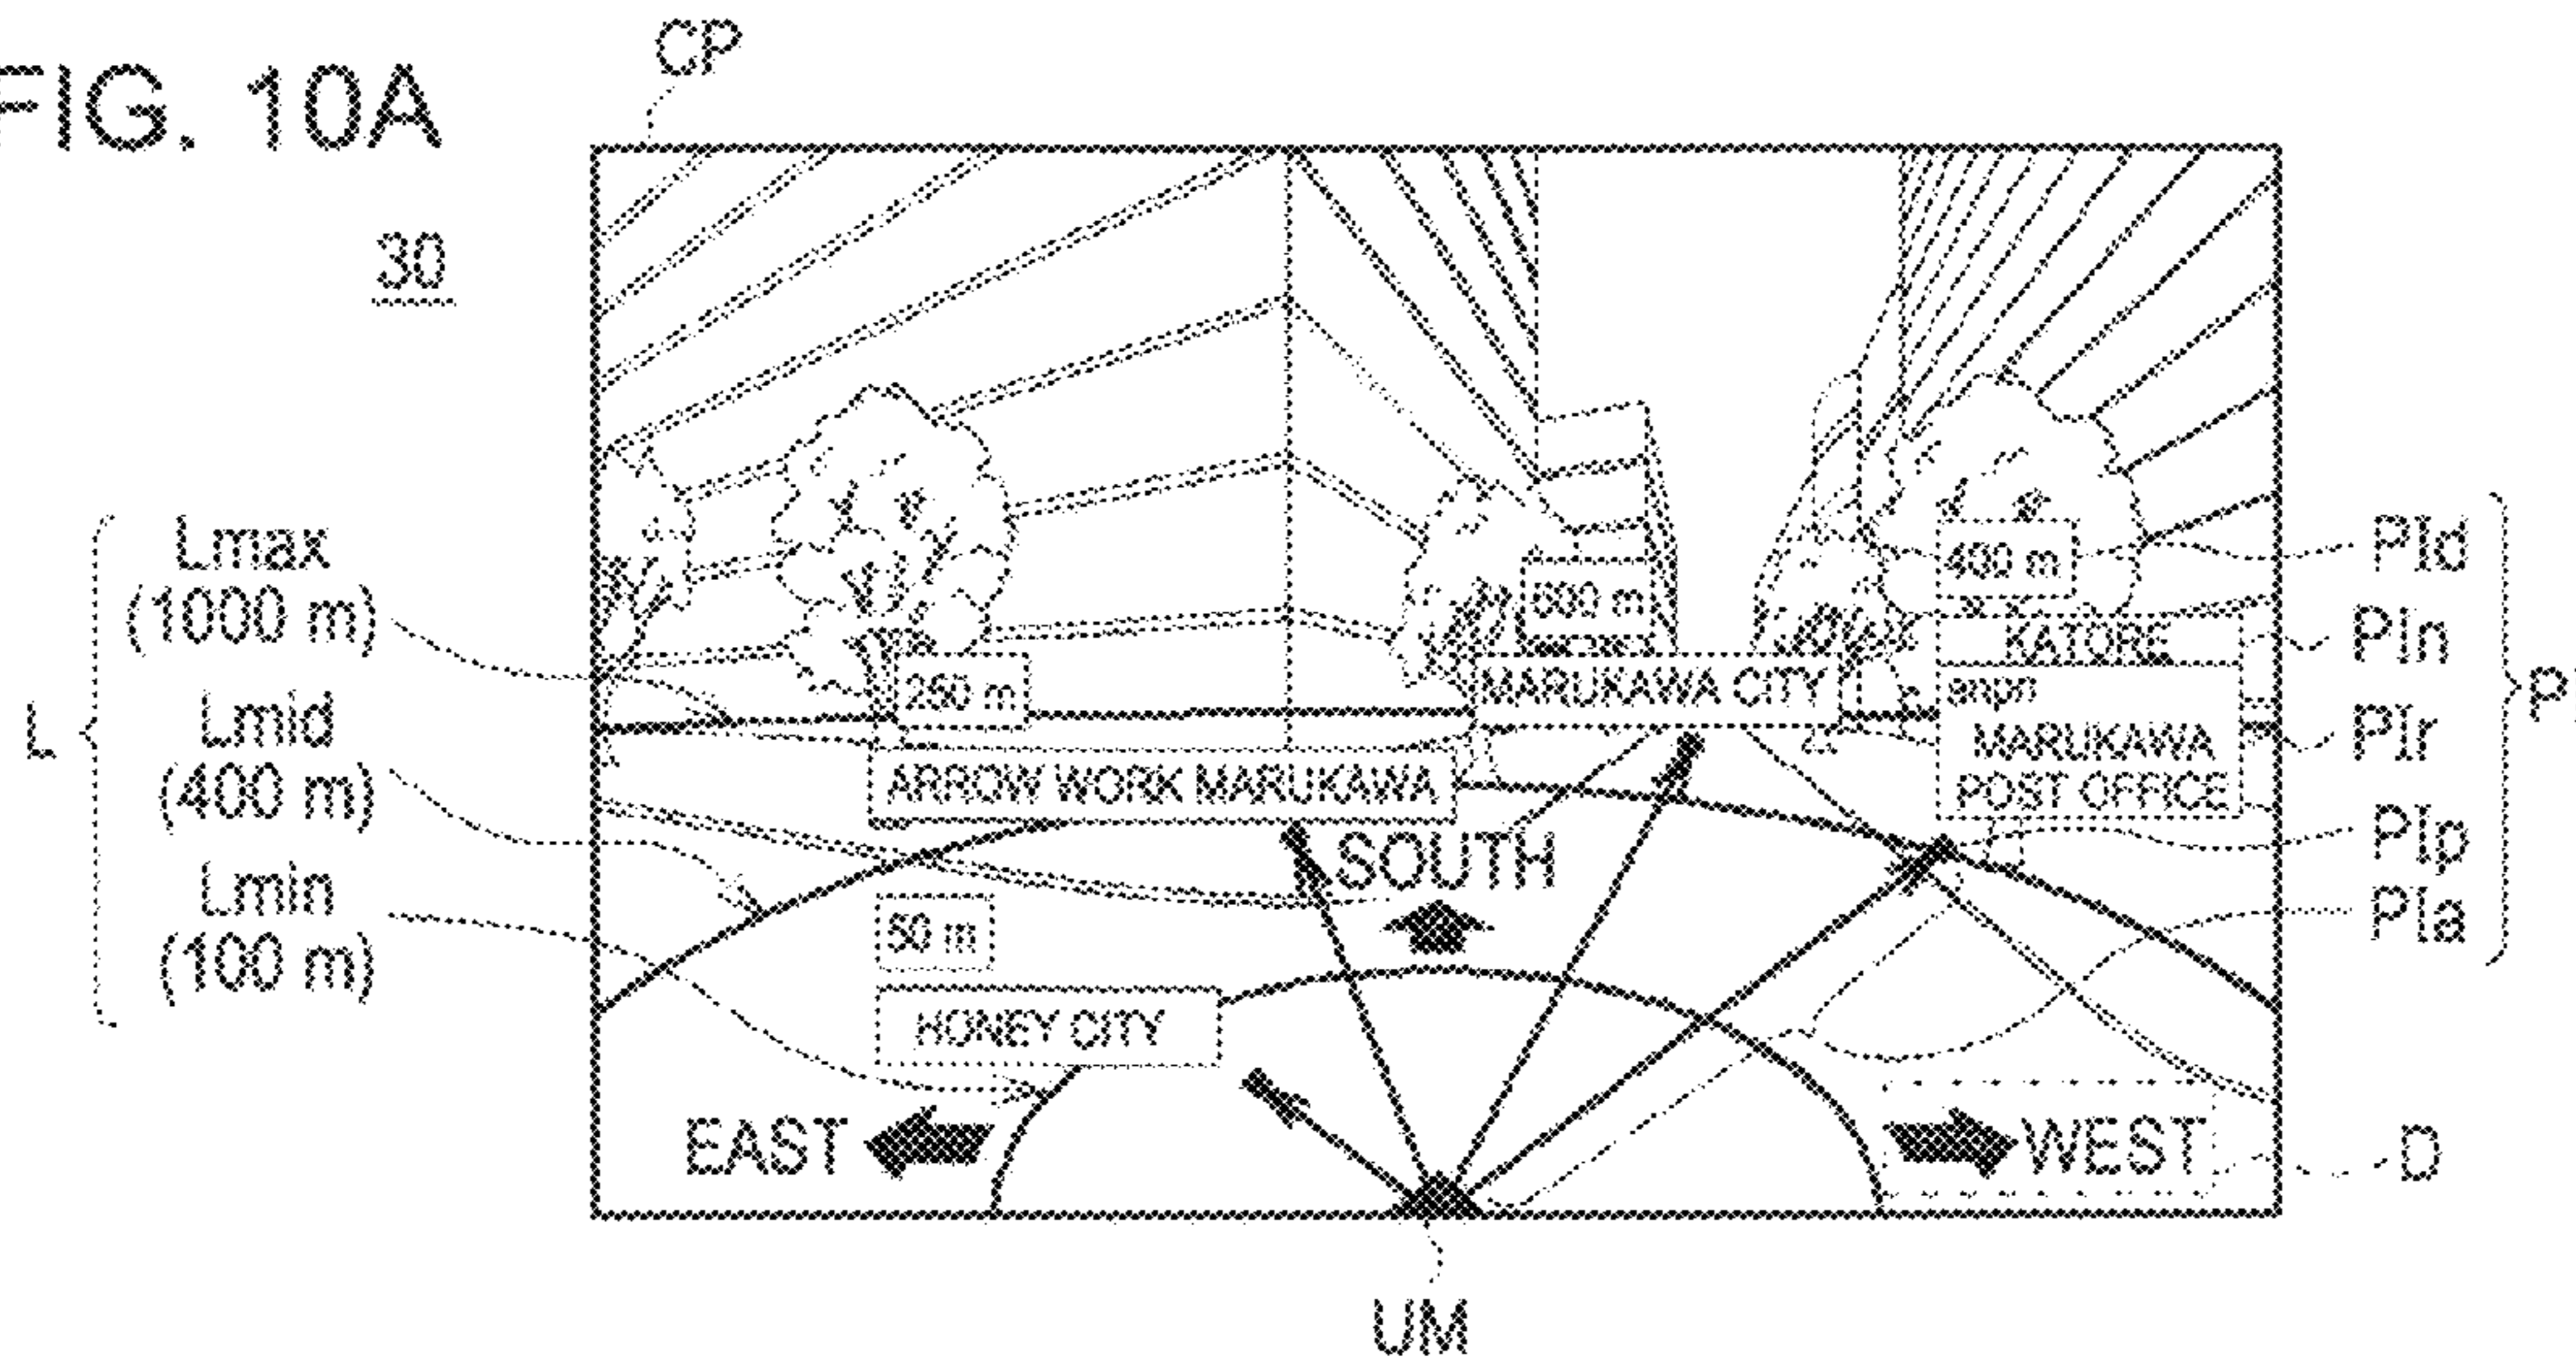 FIG. 10A
CP
30
L
Lmax
(1000 m)
Lmid
(400 m)
Lmin
(100 m)
400 m
KATORE
MARUKAWA
POST OFFICE
MARUKAWA CITY
250 m
ARROW WORK MARUKAWA
SOUTH
50 m
HONEY CITY
EAST
WEST
PId
PIn
PIr
PIp
PIa
D
UM